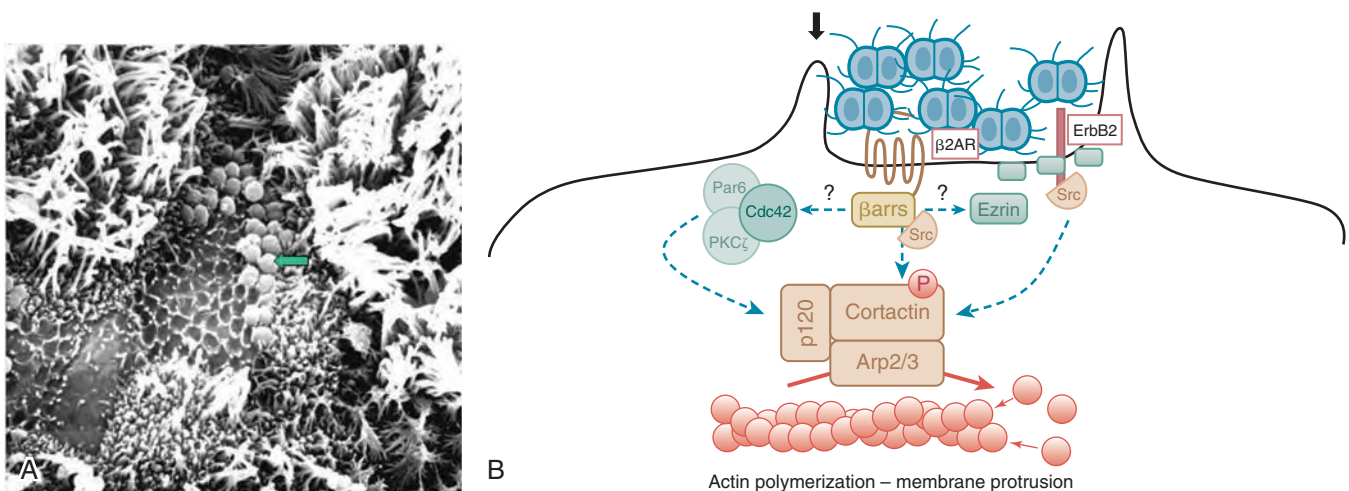 A
B
β2AR
ErbB2
Par6
Cdc42
PKCζ
?
βarrs
?
Ezrin
Src
Src
P
p120
Cortactin
Arp2/3
Actin polymerization – membrane protrusion